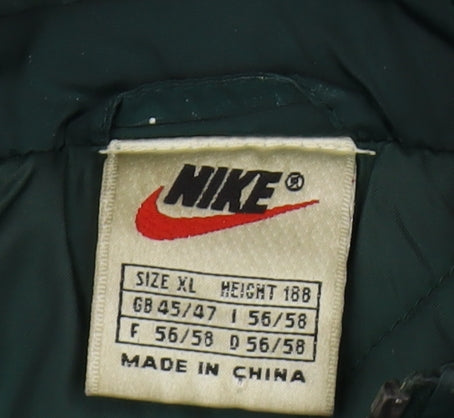 NIKE®
SIZE XL HEIGHT 188
GB 45/47 I 56/58
F 56/58 D 56/58
MADE IN CHINA